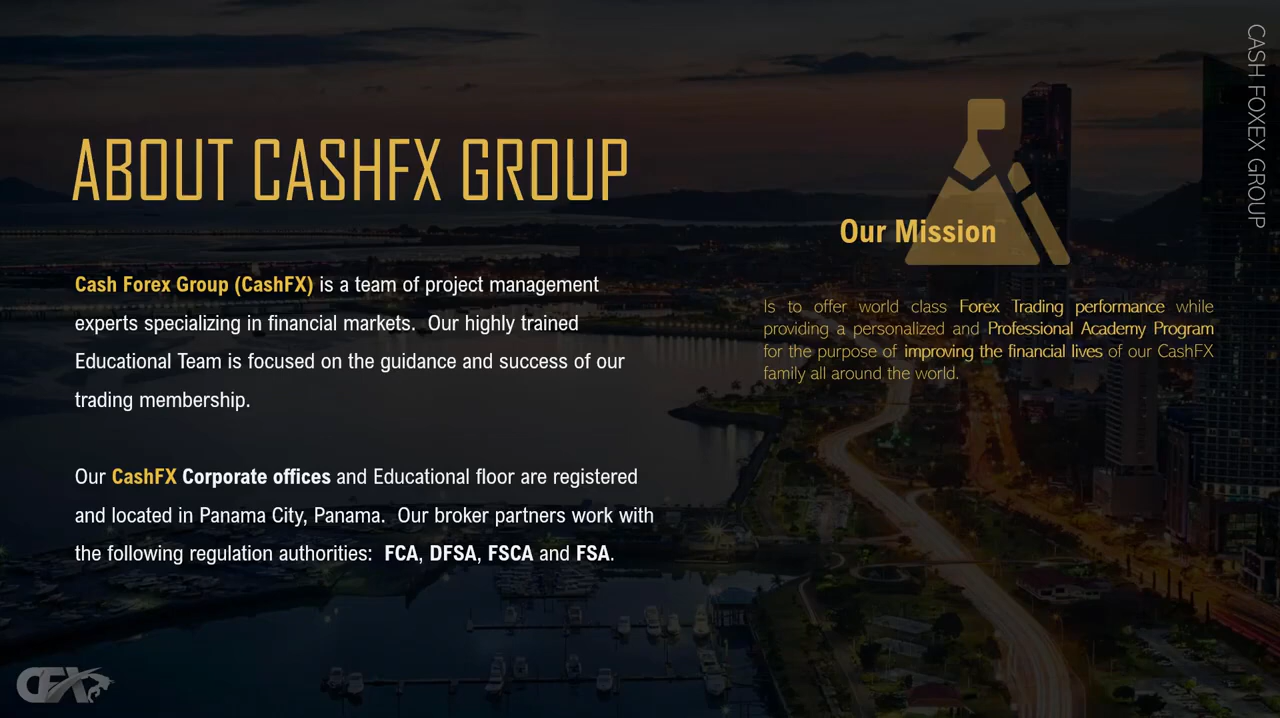 CASH FOXEX GROUP
ABOUT CASHFX GROUP
Cash Forex Group (CashFX) is a team of project management
experts specializing in financial markets.  Our highly trained
Educational Team is focused on the guidance and success of our
trading membership.
Our CashFX Corporate offices and Educational floor are registered
and located in Panama City, Panama.  Our broker partners work with
the following regulation authorities:  FCA, DFSA, FSCA and FSA.
Our Mission
Is to offer world class Forex Trading performance while
providing a personalized and Professional Academy Program
for the purpose of improving the financial lives of our CashFX
family all around the world.
CFX